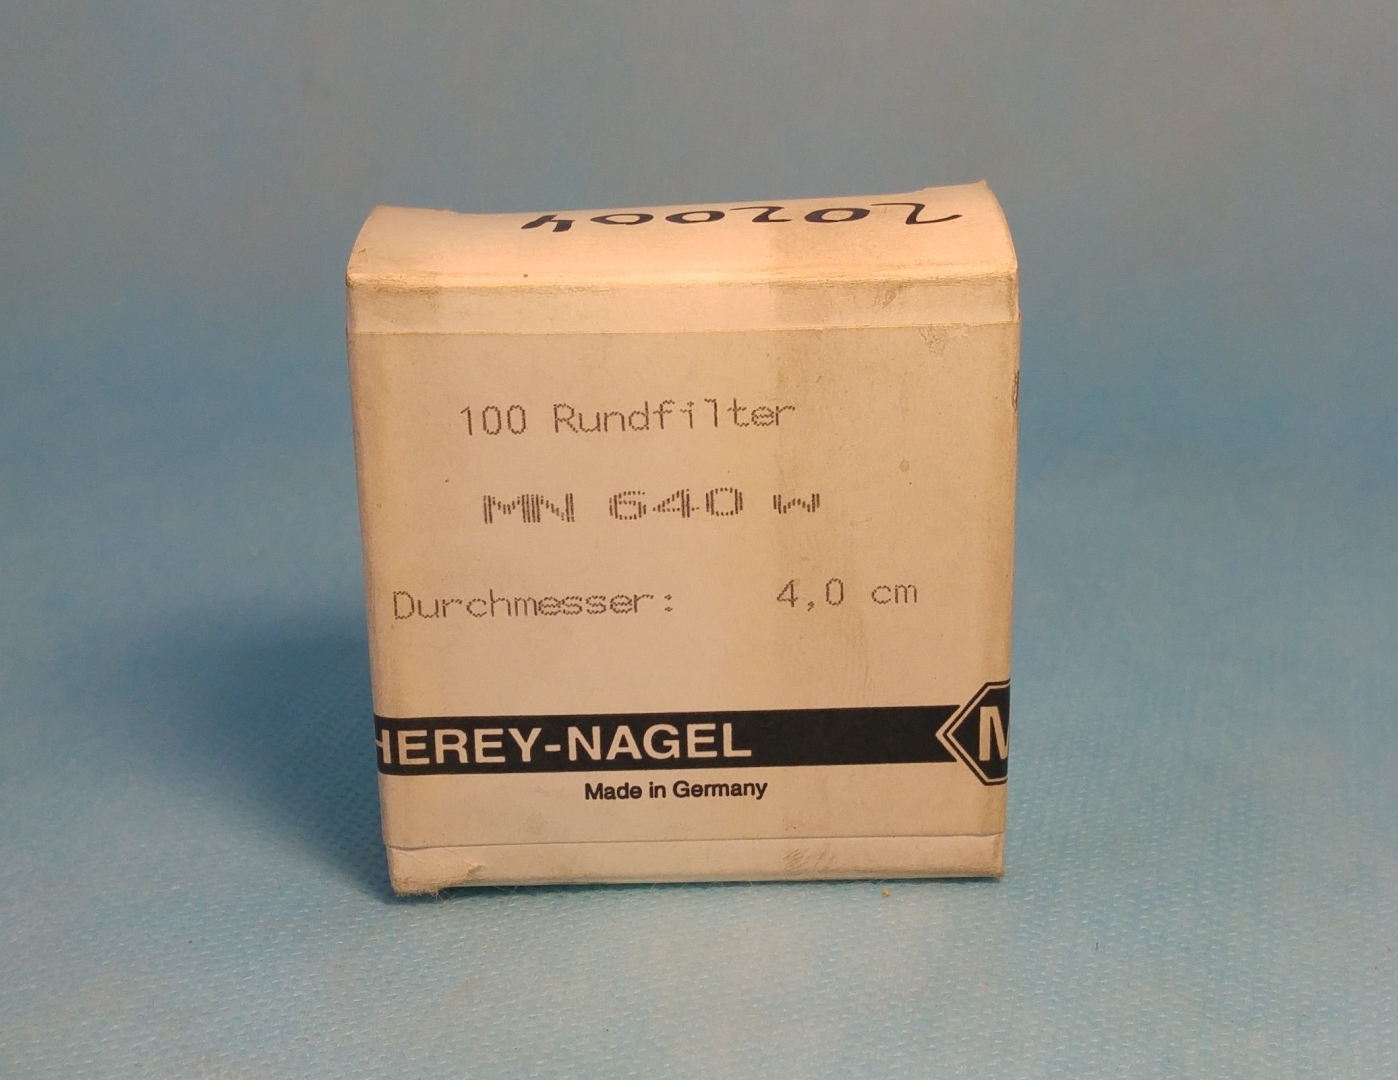 202004
100 Rundfilter
MN 640 w
Durchmesser: 4,0 cm
HEREY-NAGEL M
Made in Germany